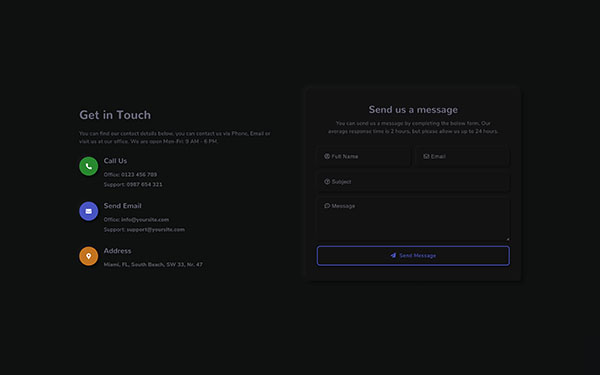 Get in Touch
You can find our contact details below, you can contact us via Phone, Email or
visit us at our office. We are open Mon-Fri: 9 AM - 6 PM.
Call Us
Office: 0123 456 789
Support: 0987 654 321
Send Email
Office: info@yoursite.com
Support: support@yoursite.com
Address
Miami, FL, South Beach, SW 33, Nr. 47
Send us a message
You can send us a message by completing the below form. Our
average response time is 2 hours, but please allow us up to 24 hours.
Full Name
Email
Subject
Message
Send Message